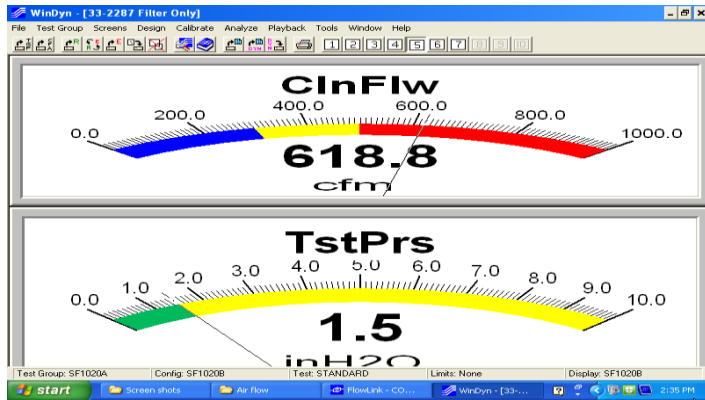 WinDyn - [33-2287 Filter Only]
File Test Group Screens Design Calibrate Analyze Playback Tools Window Help
1 2 3 4 5 6 7 8 9 10
ClnFlw
0.0 200.0 400.0 600.0 800.0 1000.0
618.8
cfm
TstPrs
0.0 1.0 2.0 3.0 4.0 5.0 6.0 7.0 8.0 9.0 10.0
1.5
inH2O
Test Group: SF1020A Config: SF1020B Test: STANDARD Limits: None Display: SF1020B
start Screen shots Air flow FlowLink - CO... WinDyn - [33-... 2:35 PM